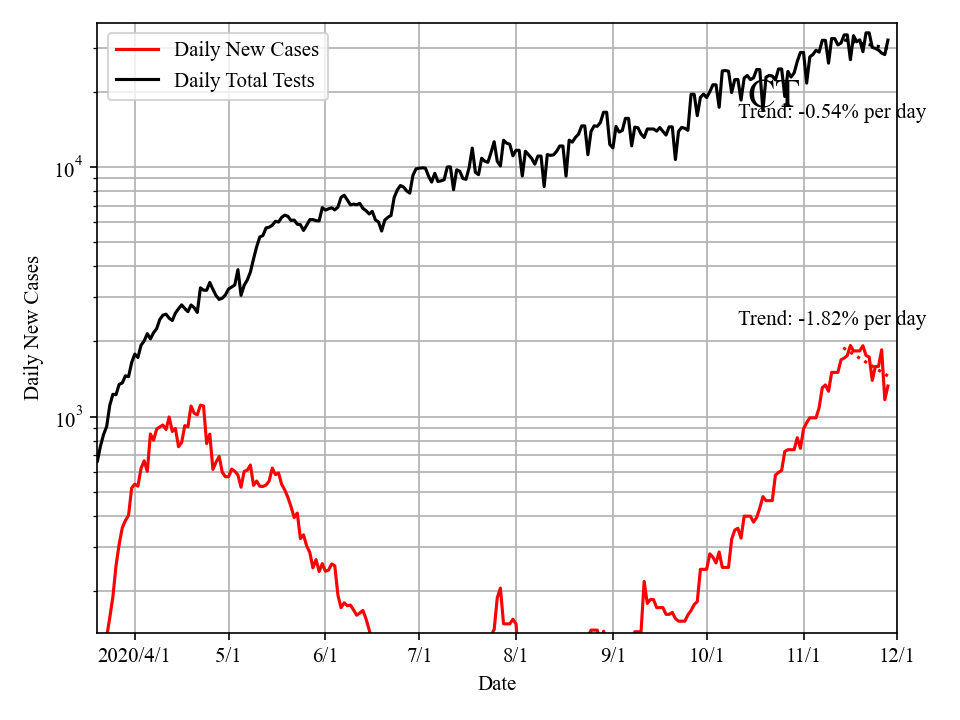 Daily New Cases
Daily Total Tests
CT
Trend: -0.54% per day
Trend: -1.82% per day
10^4
10^3
Daily New Cases
2020/4/1 5/1 6/1 7/1 8/1 9/1 10/1 11/1 12/1
Date